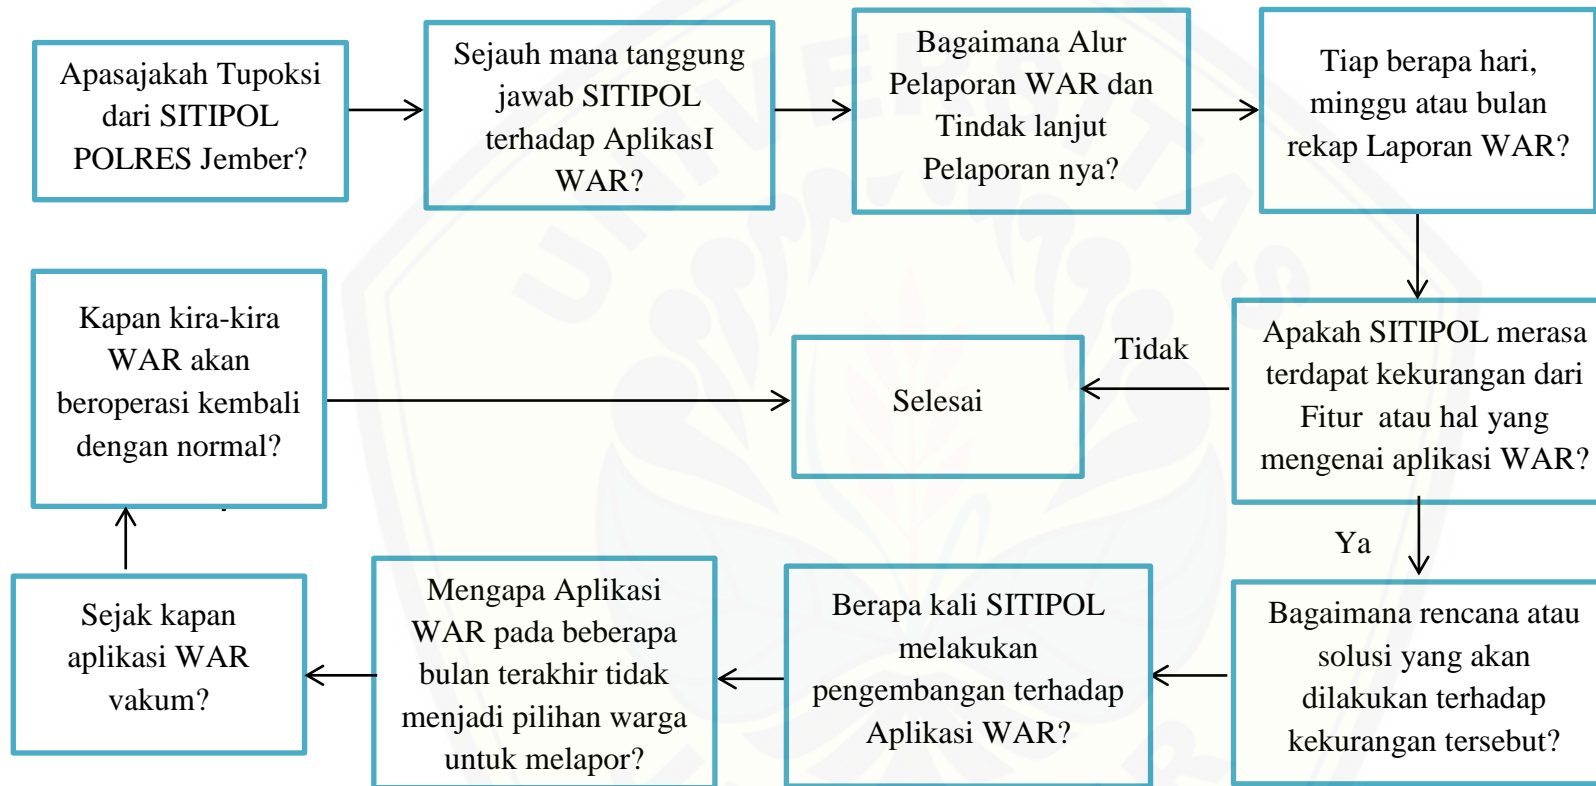 Apasajakah Tupoksi
dari SITIPOL
POLRES Jember?
Sejauh mana tanggung
jawab SITIPOL
terhadap AplikasI
WAR?
Bagaimana Alur
Pelaporan WAR dan
Tindak lanjut
Pelaporan nya?
Tiap berapa hari,
minggu atau bulan
rekap Laporan WAR?
Apakah SITIPOL merasa
terdapat kekurangan dari
Fitur  atau hal yang
mengenai aplikasi WAR?
Tidak
Selesai
Ya
Bagaimana rencana atau
solusi yang akan
dilakukan terhadap
kekurangan tersebut?
Berapa kali SITIPOL
melakukan
pengembangan terhadap
Aplikasi WAR?
Mengapa Aplikasi
WAR pada beberapa
bulan terakhir tidak
menjadi pilihan warga
untuk melapor?
Sejak kapan
aplikasi WAR
vakum?
Kapan kira-kira
WAR akan
beroperasi kembali
dengan normal?
UNIVERSITAS